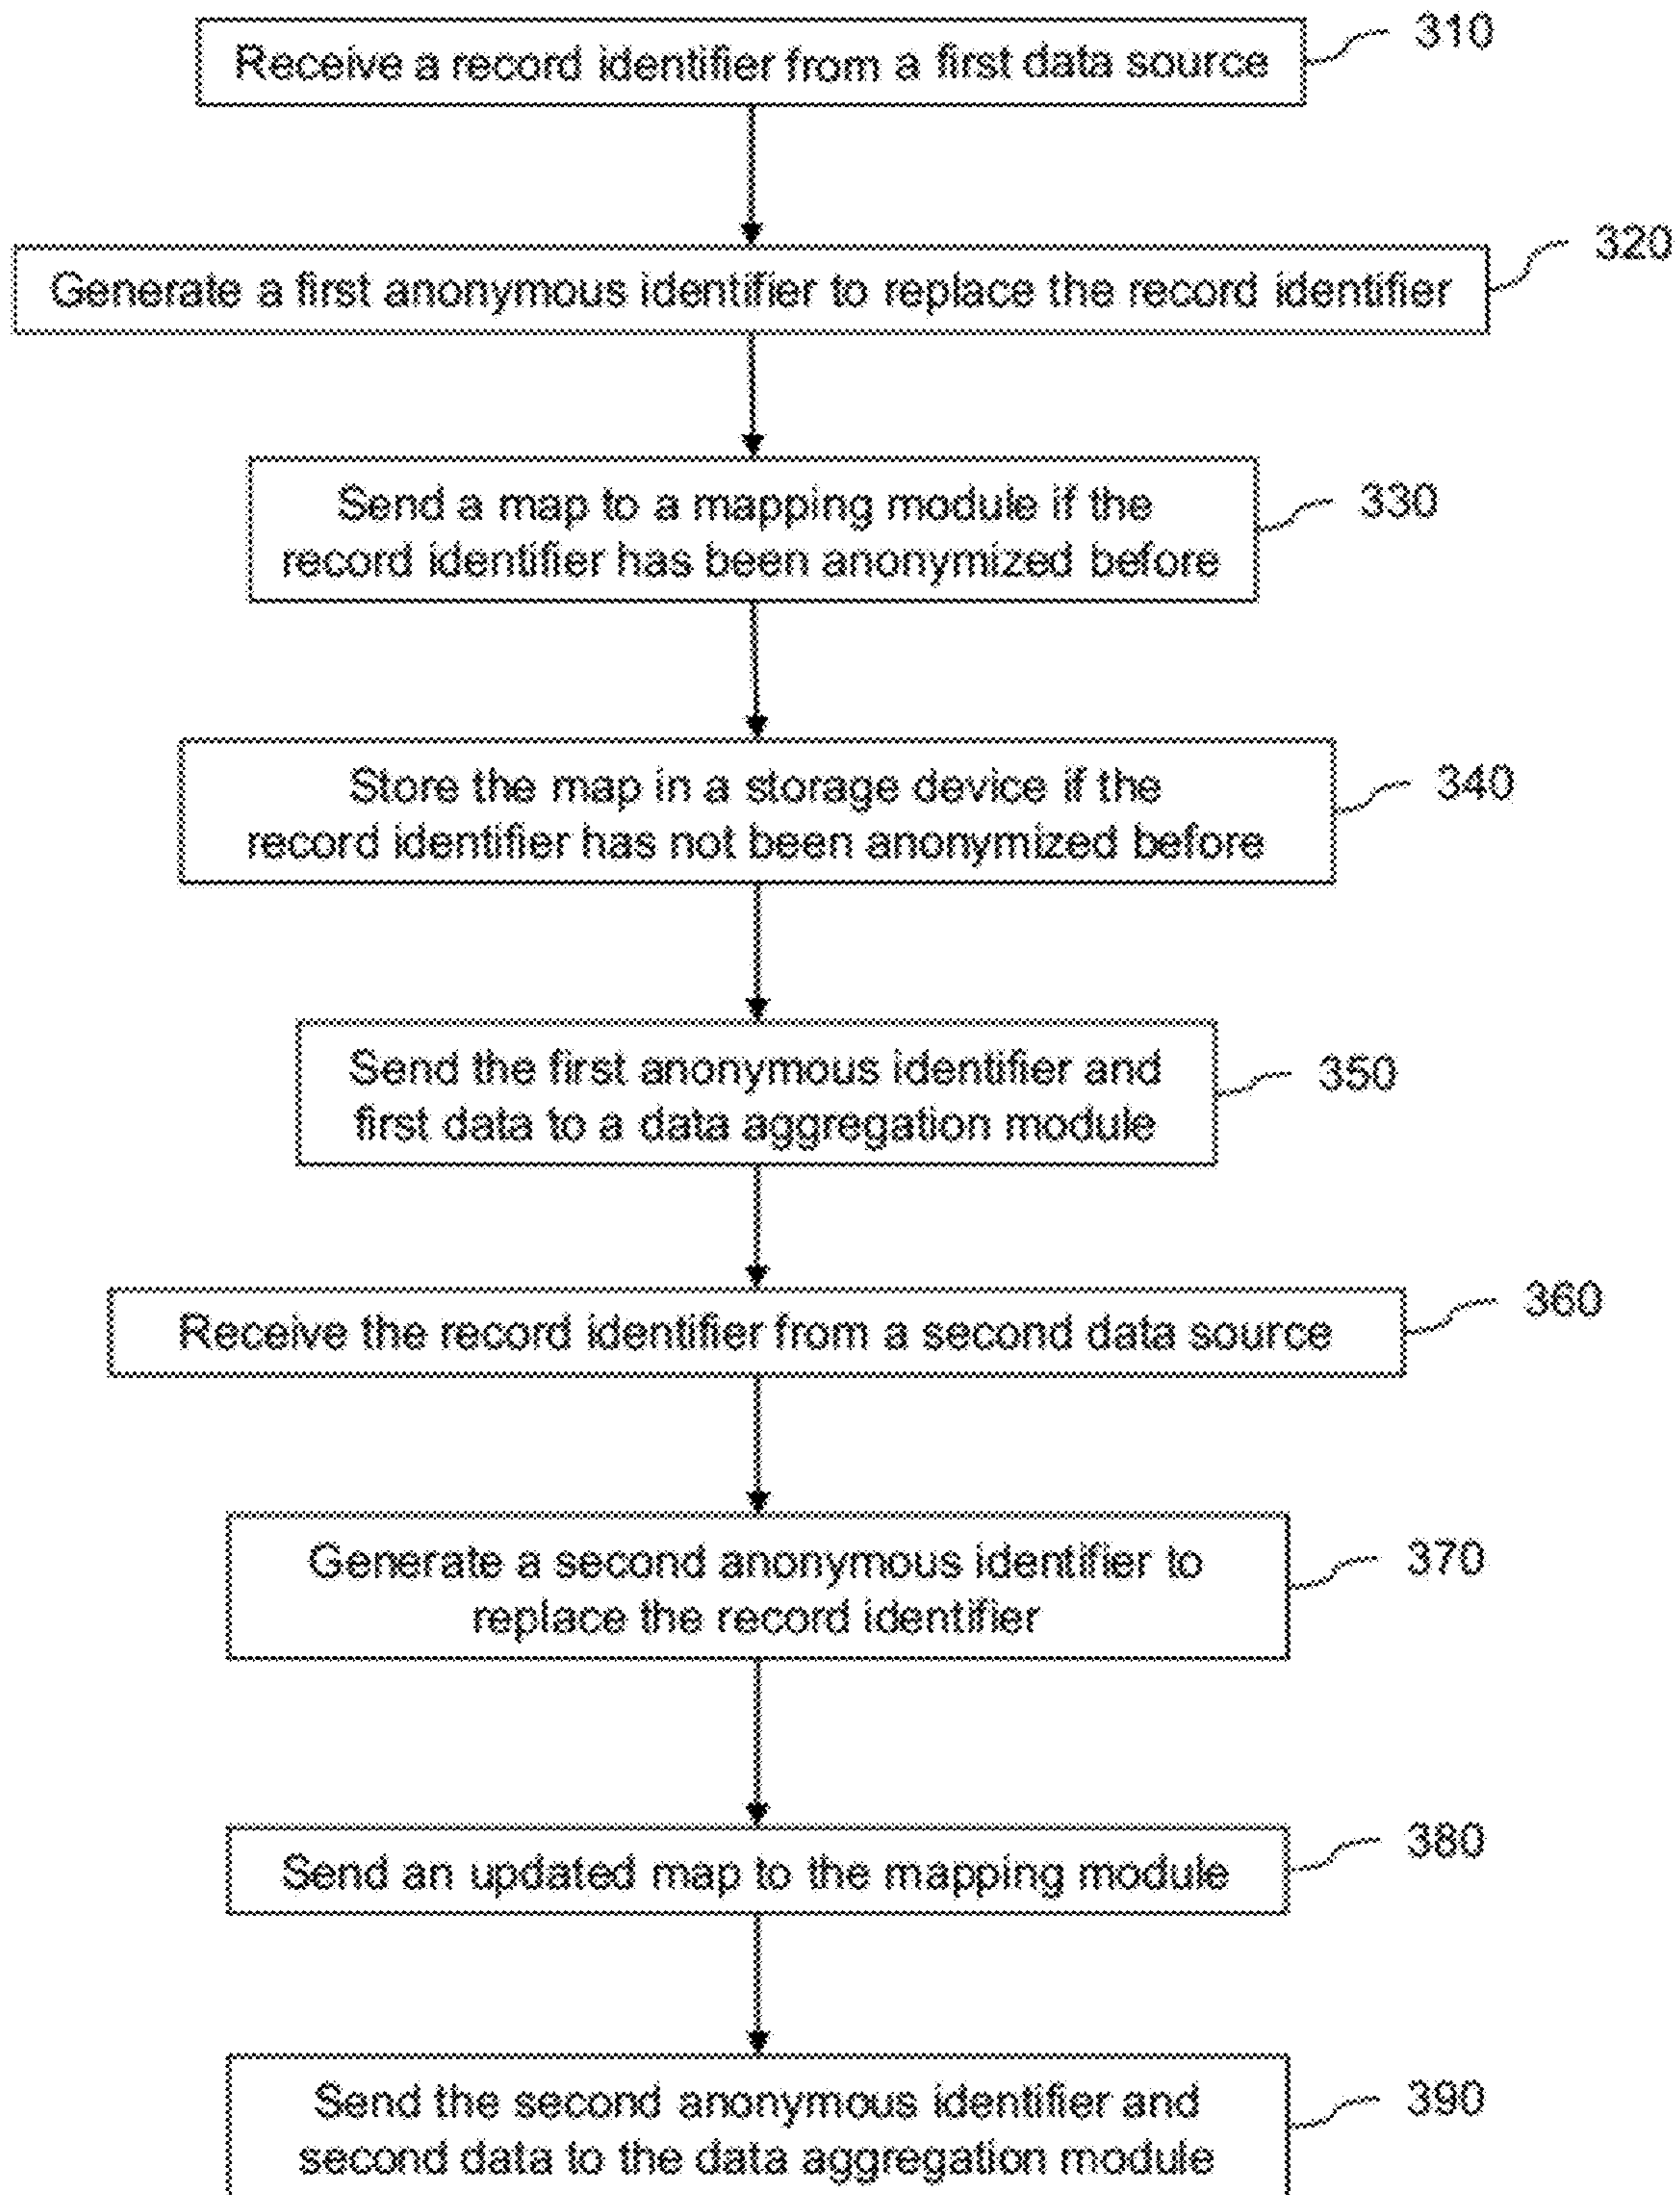 Receive a record identifier from a first data source
310
Generate a first anonymous identifier to replace the record identifier
320
Send a map to a mapping module if the
record identifier has been anonymized before
330
Store the map in a storage device if the
record identifier has not been anonymized before
340
Send the first anonymous identifier and
first data to a data aggregation module
350
Receive the record identifier from a second data source
360
Generate a second anonymous identifier to
replace the record identifier
370
Send an updated map to the mapping module
380
Send the second anonymous identifier and
second data to the data aggregation module
390